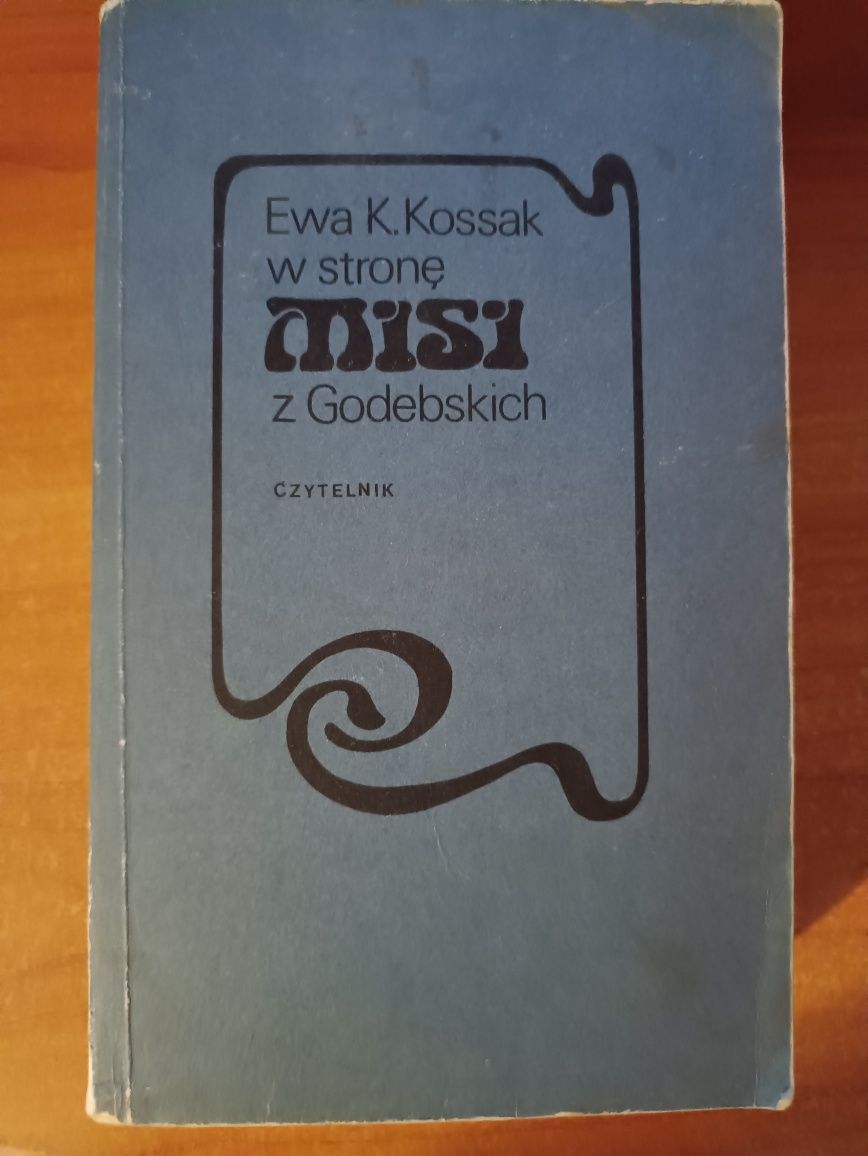 Ewa K. Kossak
w stronę
misi
z Godebskich
CZYTELNIK